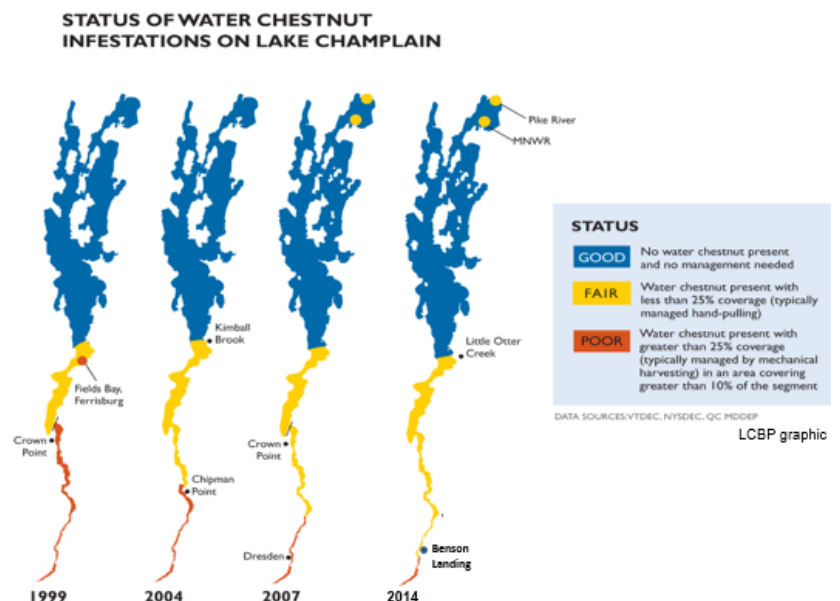 STATUS OF WATER CHESTNUT
INFESTATIONS ON LAKE CHAMPLAIN
Pike River
MNWR
Kimball
Brook
Little Otter
Creek
Fields Bay,
Ferrisburg
Crown
Point
Chipman
Point
Crown
Point
Dresden
Benson
Landing
1999
2004
2007
2014
STATUS
GOOD
No water chestnut present
and no management needed
FAIR
Water chestnut present with
less than 25% coverage (typically
managed hand-pulling)
POOR
Water chestnut present with
greater than 25% coverage
(typically managed by mechanical
harvesting) in an area covering
greater than 10% of the segment
DATA SOURCES:VTDEC, NYSDEC, QC MDDEP
LCBP graphic